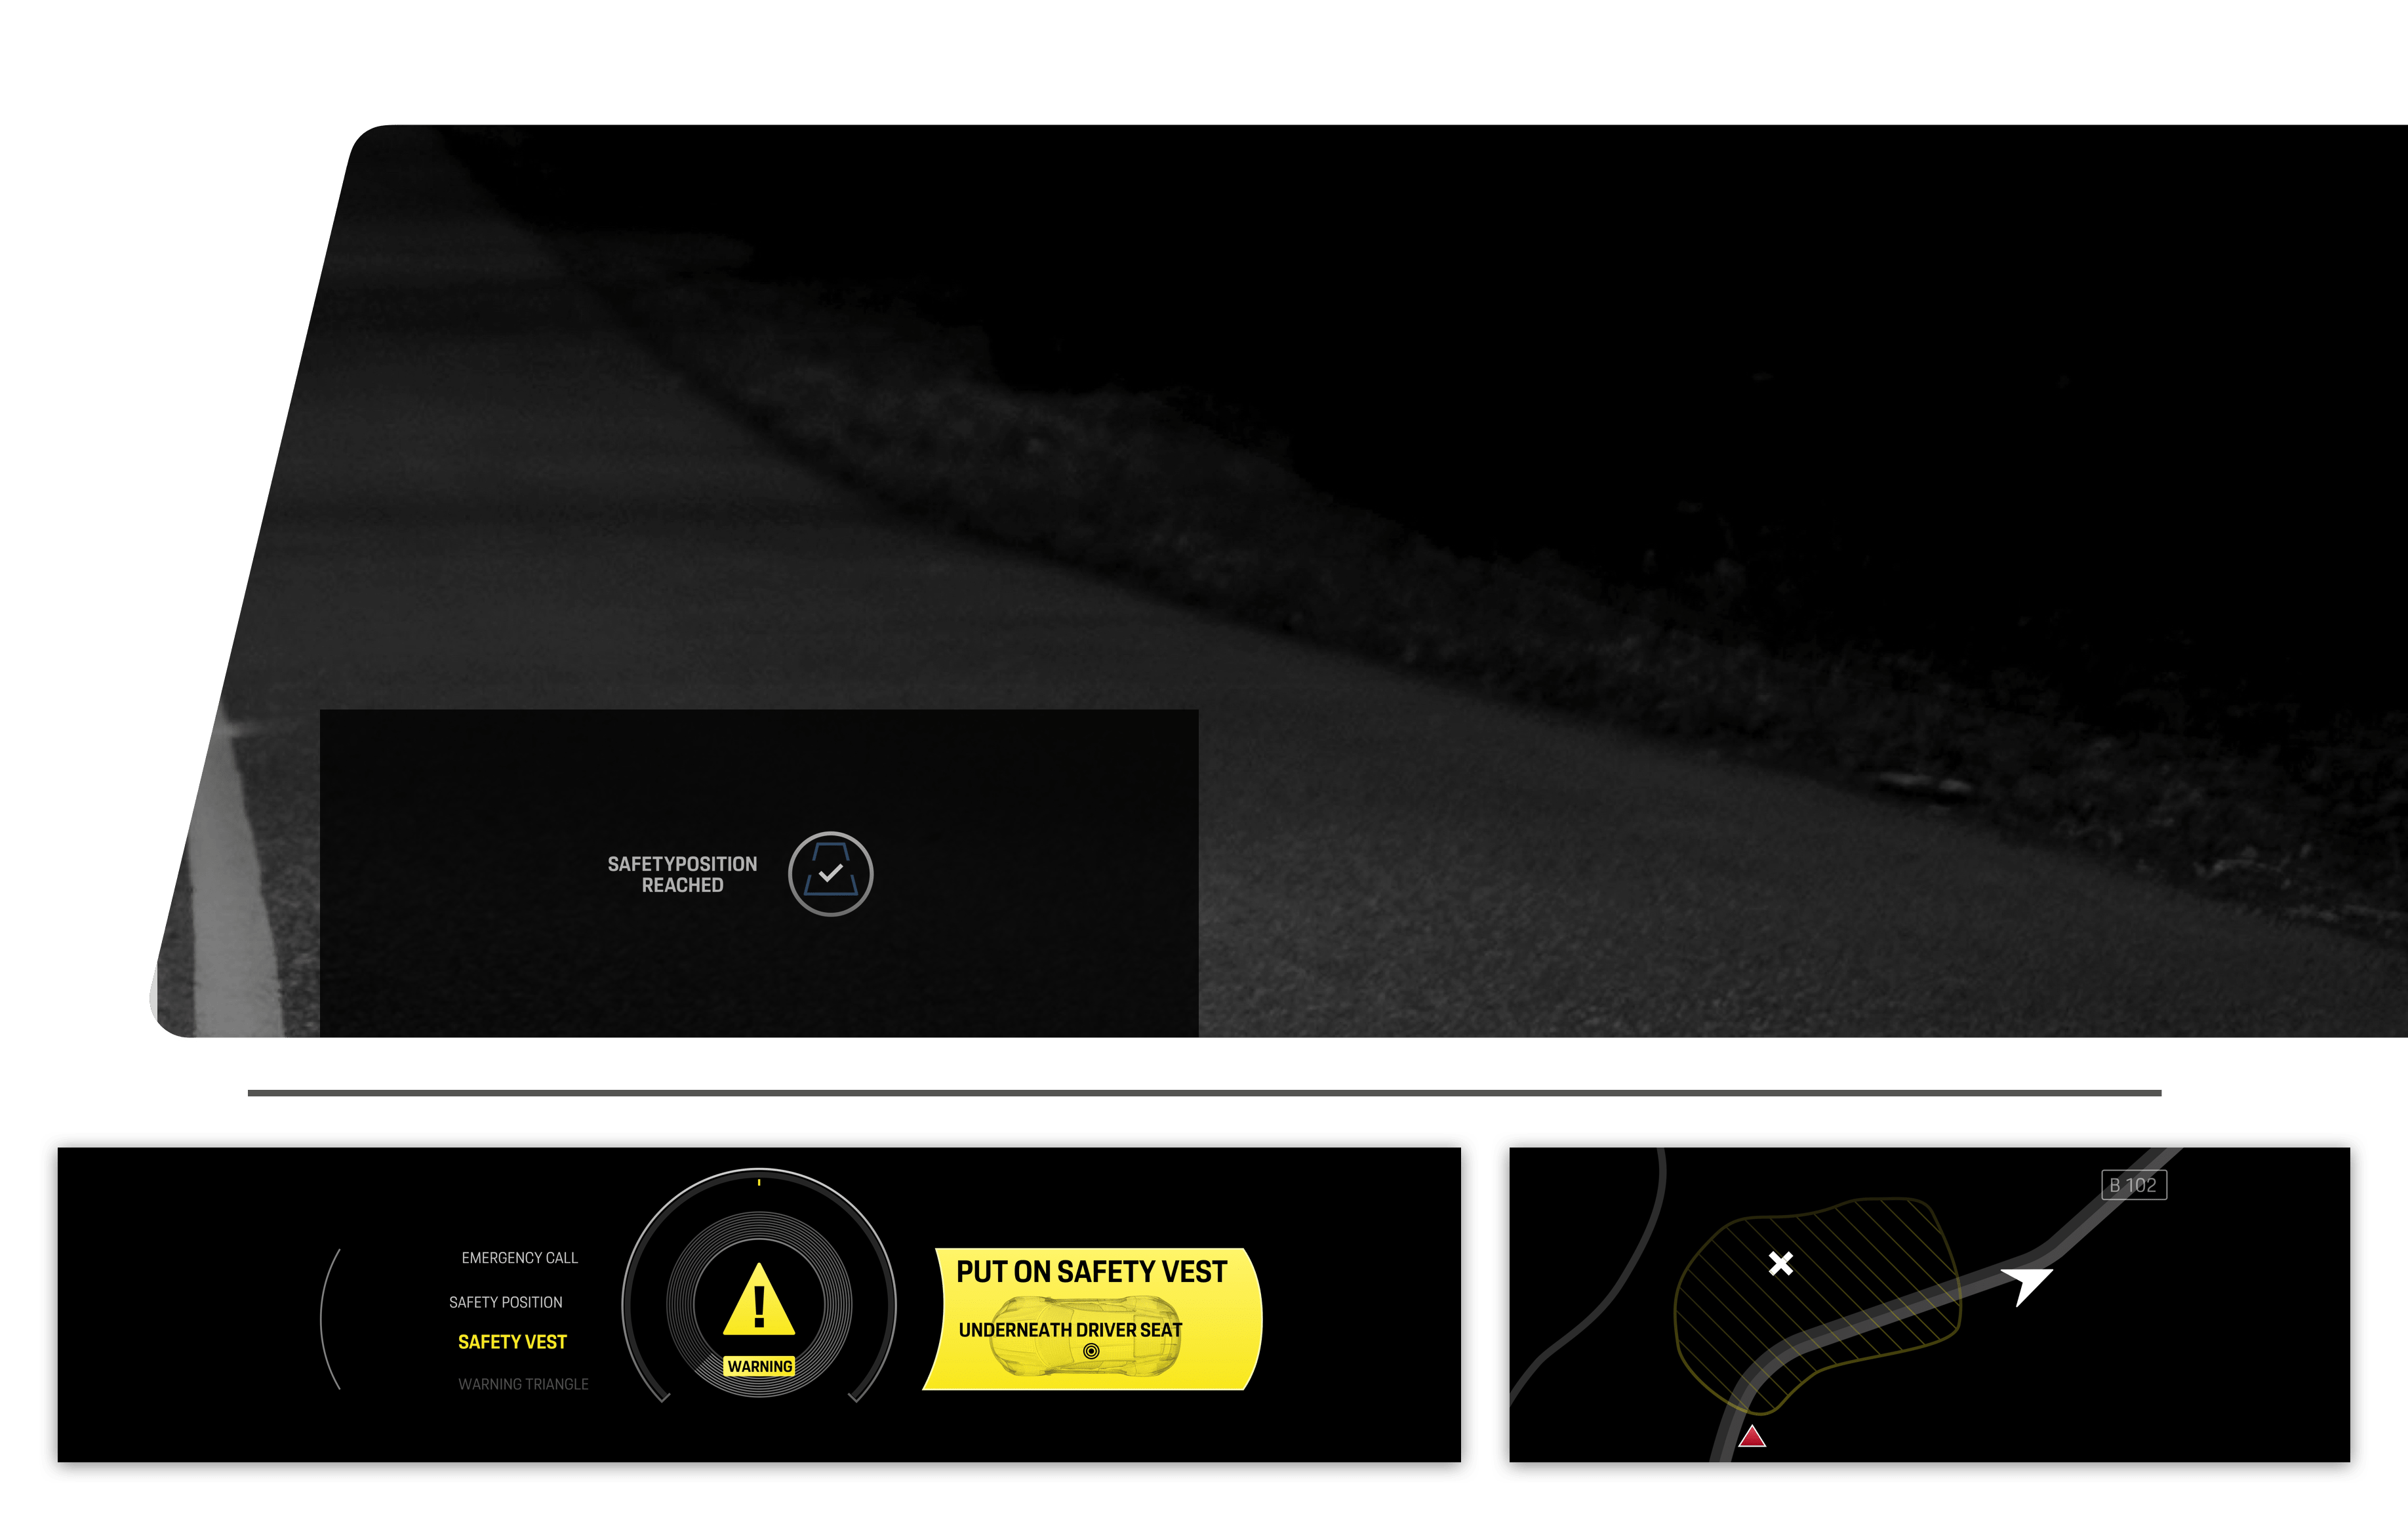 SAFETYPOSITION
REACHED
EMERGENCY CALL
SAFETY POSITION
SAFETY VEST
WARNING TRIANGLE
!
WARNING
PUT ON SAFETY VEST
UNDERNEATH DRIVER SEAT
B 102